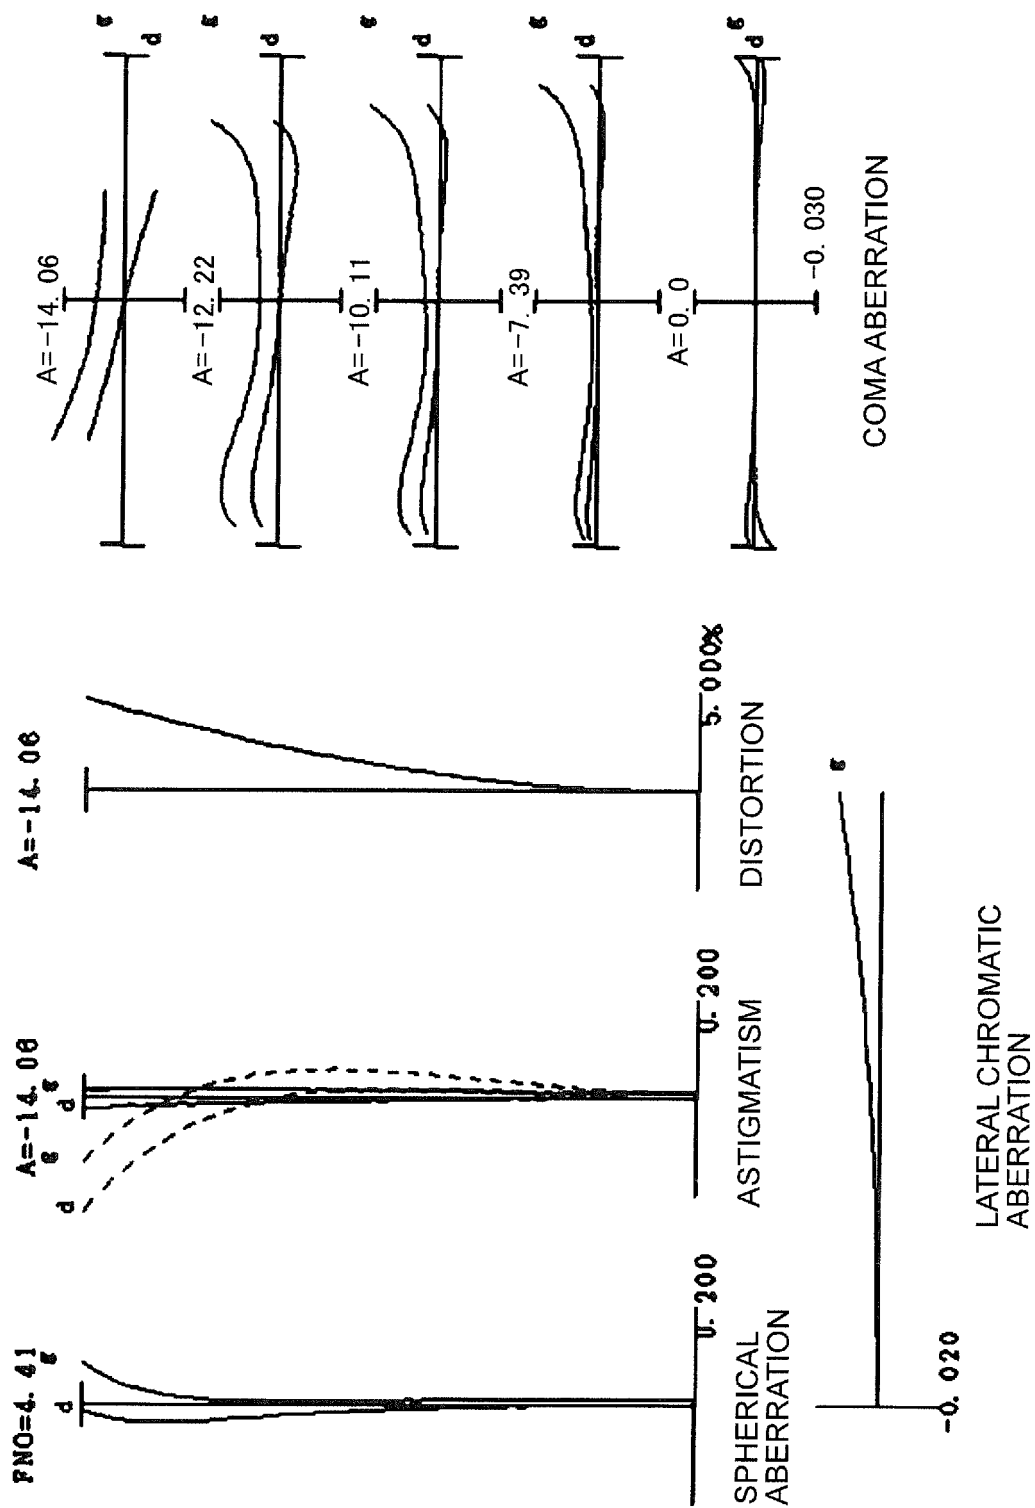 FNO=4. 41
d
g
0. 200
SPHERICAL
ABERRATION
A=-14. 06
d
g
d
g
0. 200
ASTIGMATISM
A=-14. 06
5. 000%
DISTORTION
A=-14. 06
g
d
A=-12. 22
g
d
A=-10. 11
g
d
A=-7. 39
g
d
A=0. 0
g
d
-0. 030
COMA ABERRATION
g
-0. 020
LATERAL CHROMATIC
ABERRATION